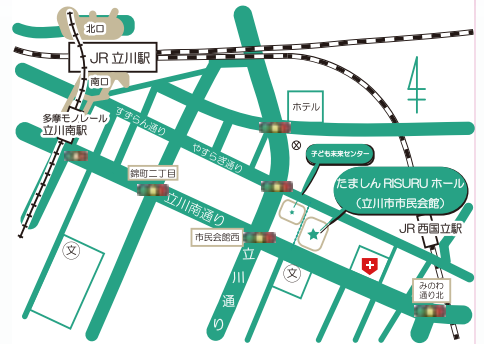 北口
JR 立川駅
南口
多摩モノレール
立川南駅
すずらん通り
やすらぎ通り
ホテル
子ども未来センター
錦町二丁目
たましん RISURU ホール
（立川市市民会館）
立川南通り
JR 西国立駅
市民会館西
立川通り
文
文
みのわ
通り北